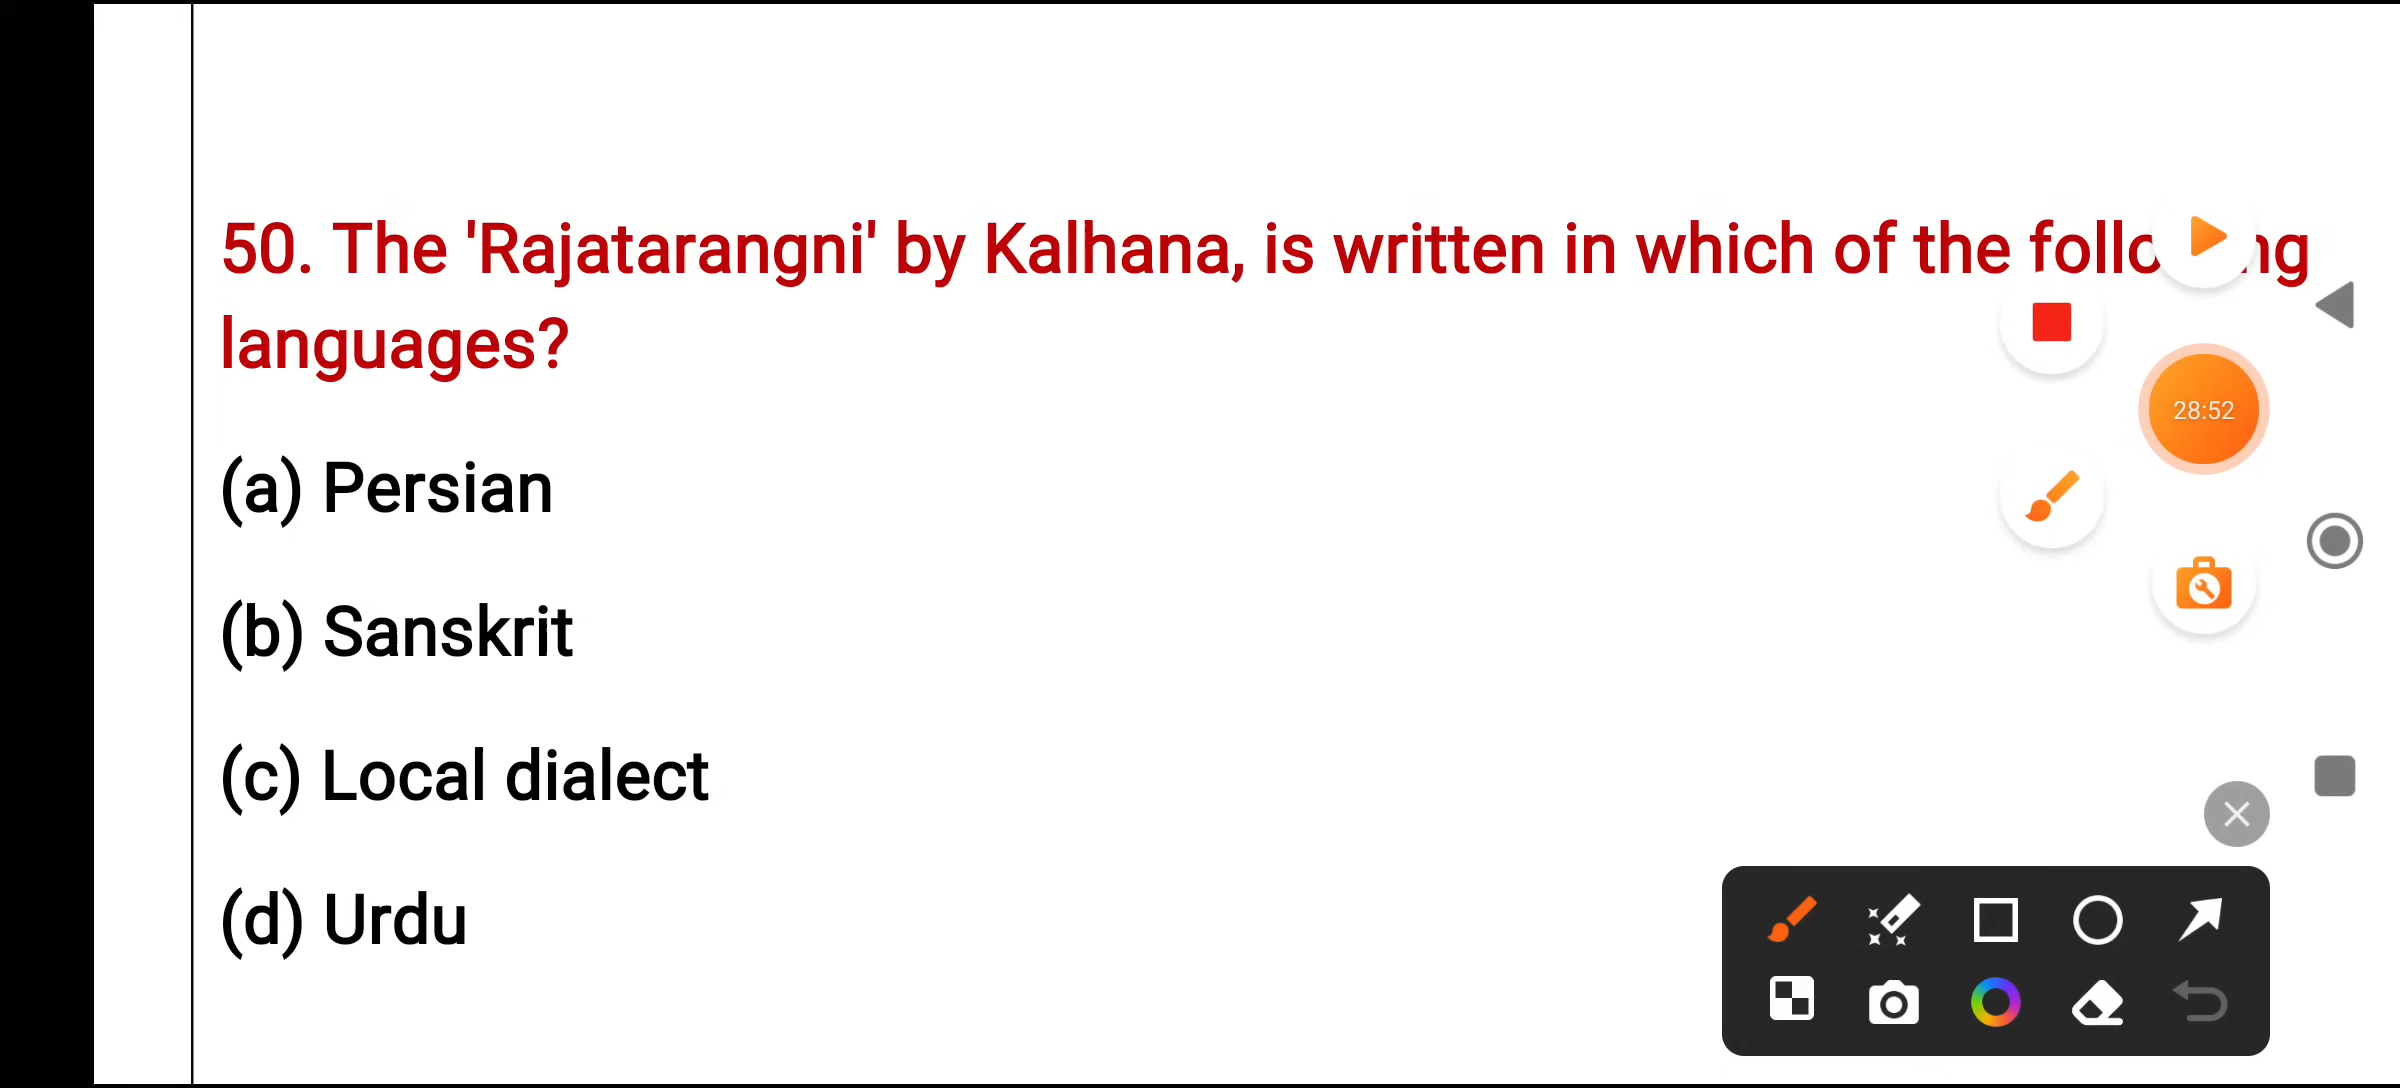 50. The 'Rajatarangni' by Kalhana, is written in which of the
languages?
(a) Persian
(b) Sanskrit
(c) Local dialect
(d) Urdu
28:52